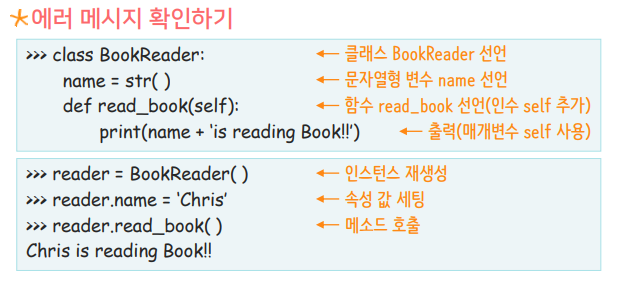 에러 메시지 확인하기
>>> class BookReader: ← 클래스 BookReader 선언
name = str( ) ← 문자열형 변수 name 선언
def read_book(self): ← 함수 read_book 선언(인수 self 추가)
print(name + ‘is reading Book!!’) ← 출력(매개변수 self 사용)
>>> reader = BookReader( ) ← 인스턴스 재생성
>>> reader.name = ‘Chris’ ← 속성 값 세팅
>>> reader.read_book( ) ← 메소드 호출
Chris is reading Book!!